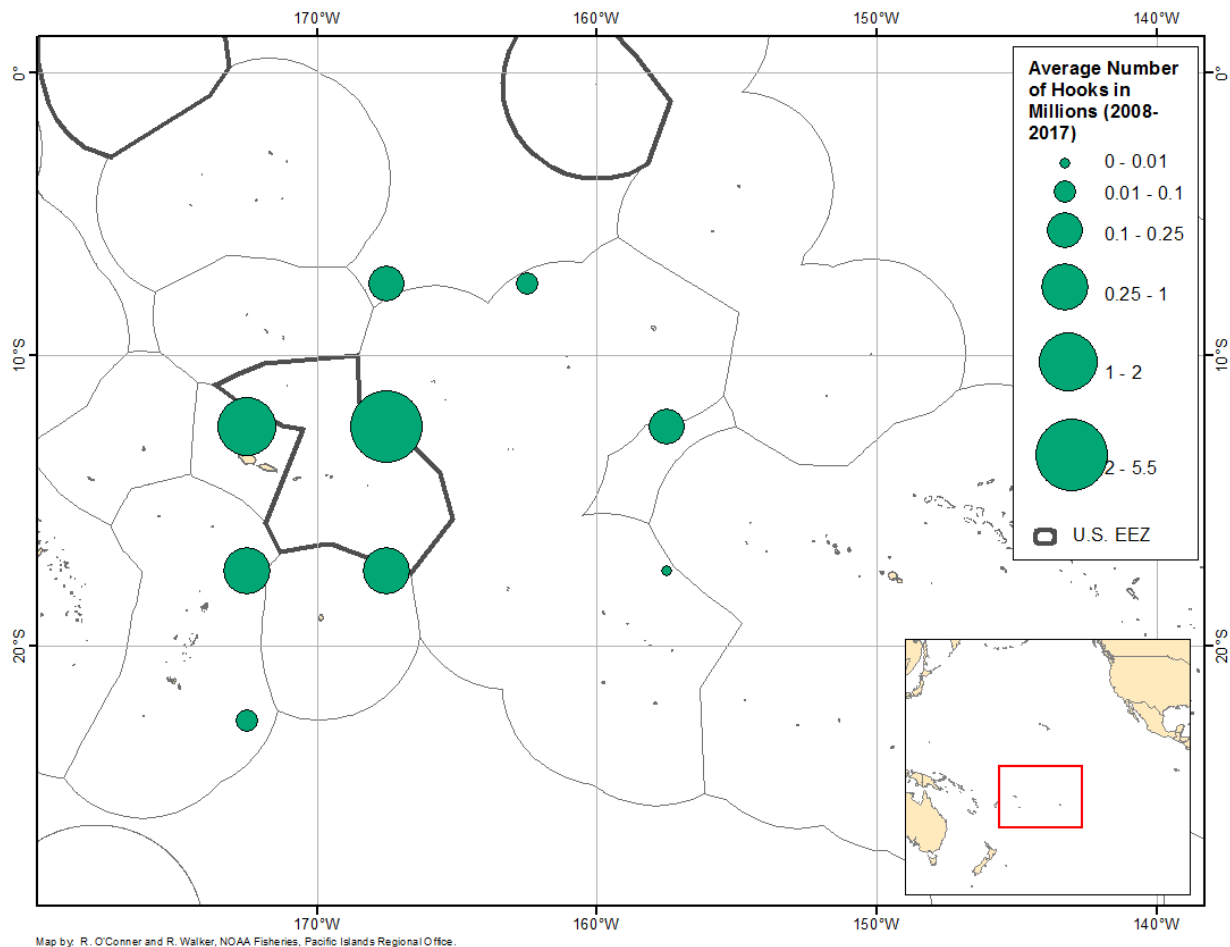 170°W 160°W 150°W 140°W
0° 0°
Average Number
of Hooks in
Millions (2008-
2017)
0 - 0.01
0.01 - 0.1
0.1 - 0.25
0.25 - 1
1 - 2
2 - 5.5
U.S. EEZ
10°S 10°S
20°S 20°S
170°W 160°W 150°W 140°W
Map by: R. O'Conner and R. Walker, NOAA Fisheries, Pacific Islands Regional Office.